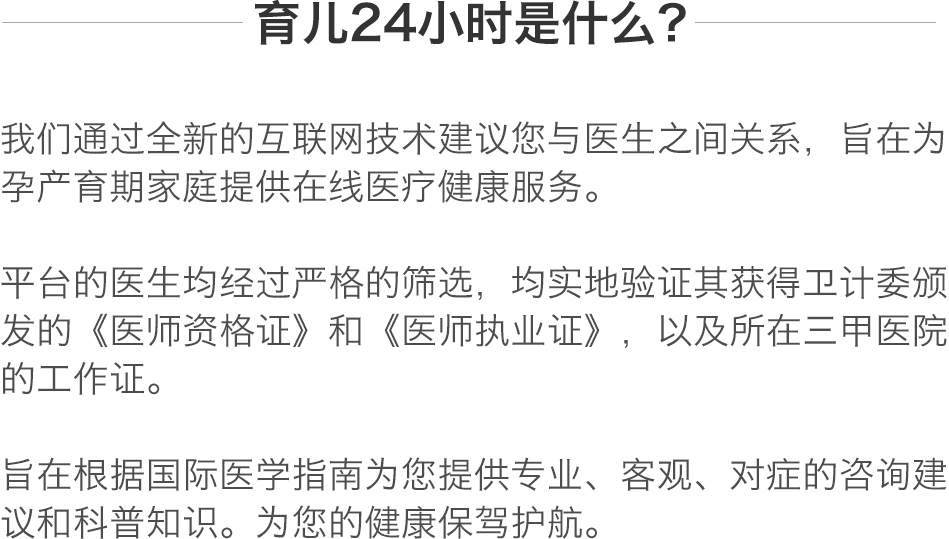 育儿24小时是什么？
我们通过全新的互联网技术建议您与医生之间关系，旨在为
孕产育期家庭提供在线医疗健康服务。
平台的医生均经过严格的筛选，均实地验证其获得卫计委颁
发的《医师资格证》和《医师执业证》，以及所在三甲医院
的工作证。
旨在根据国际医学指南为您提供专业、客观、对症的咨询建
议和科普知识。为您的健康保驾护航。